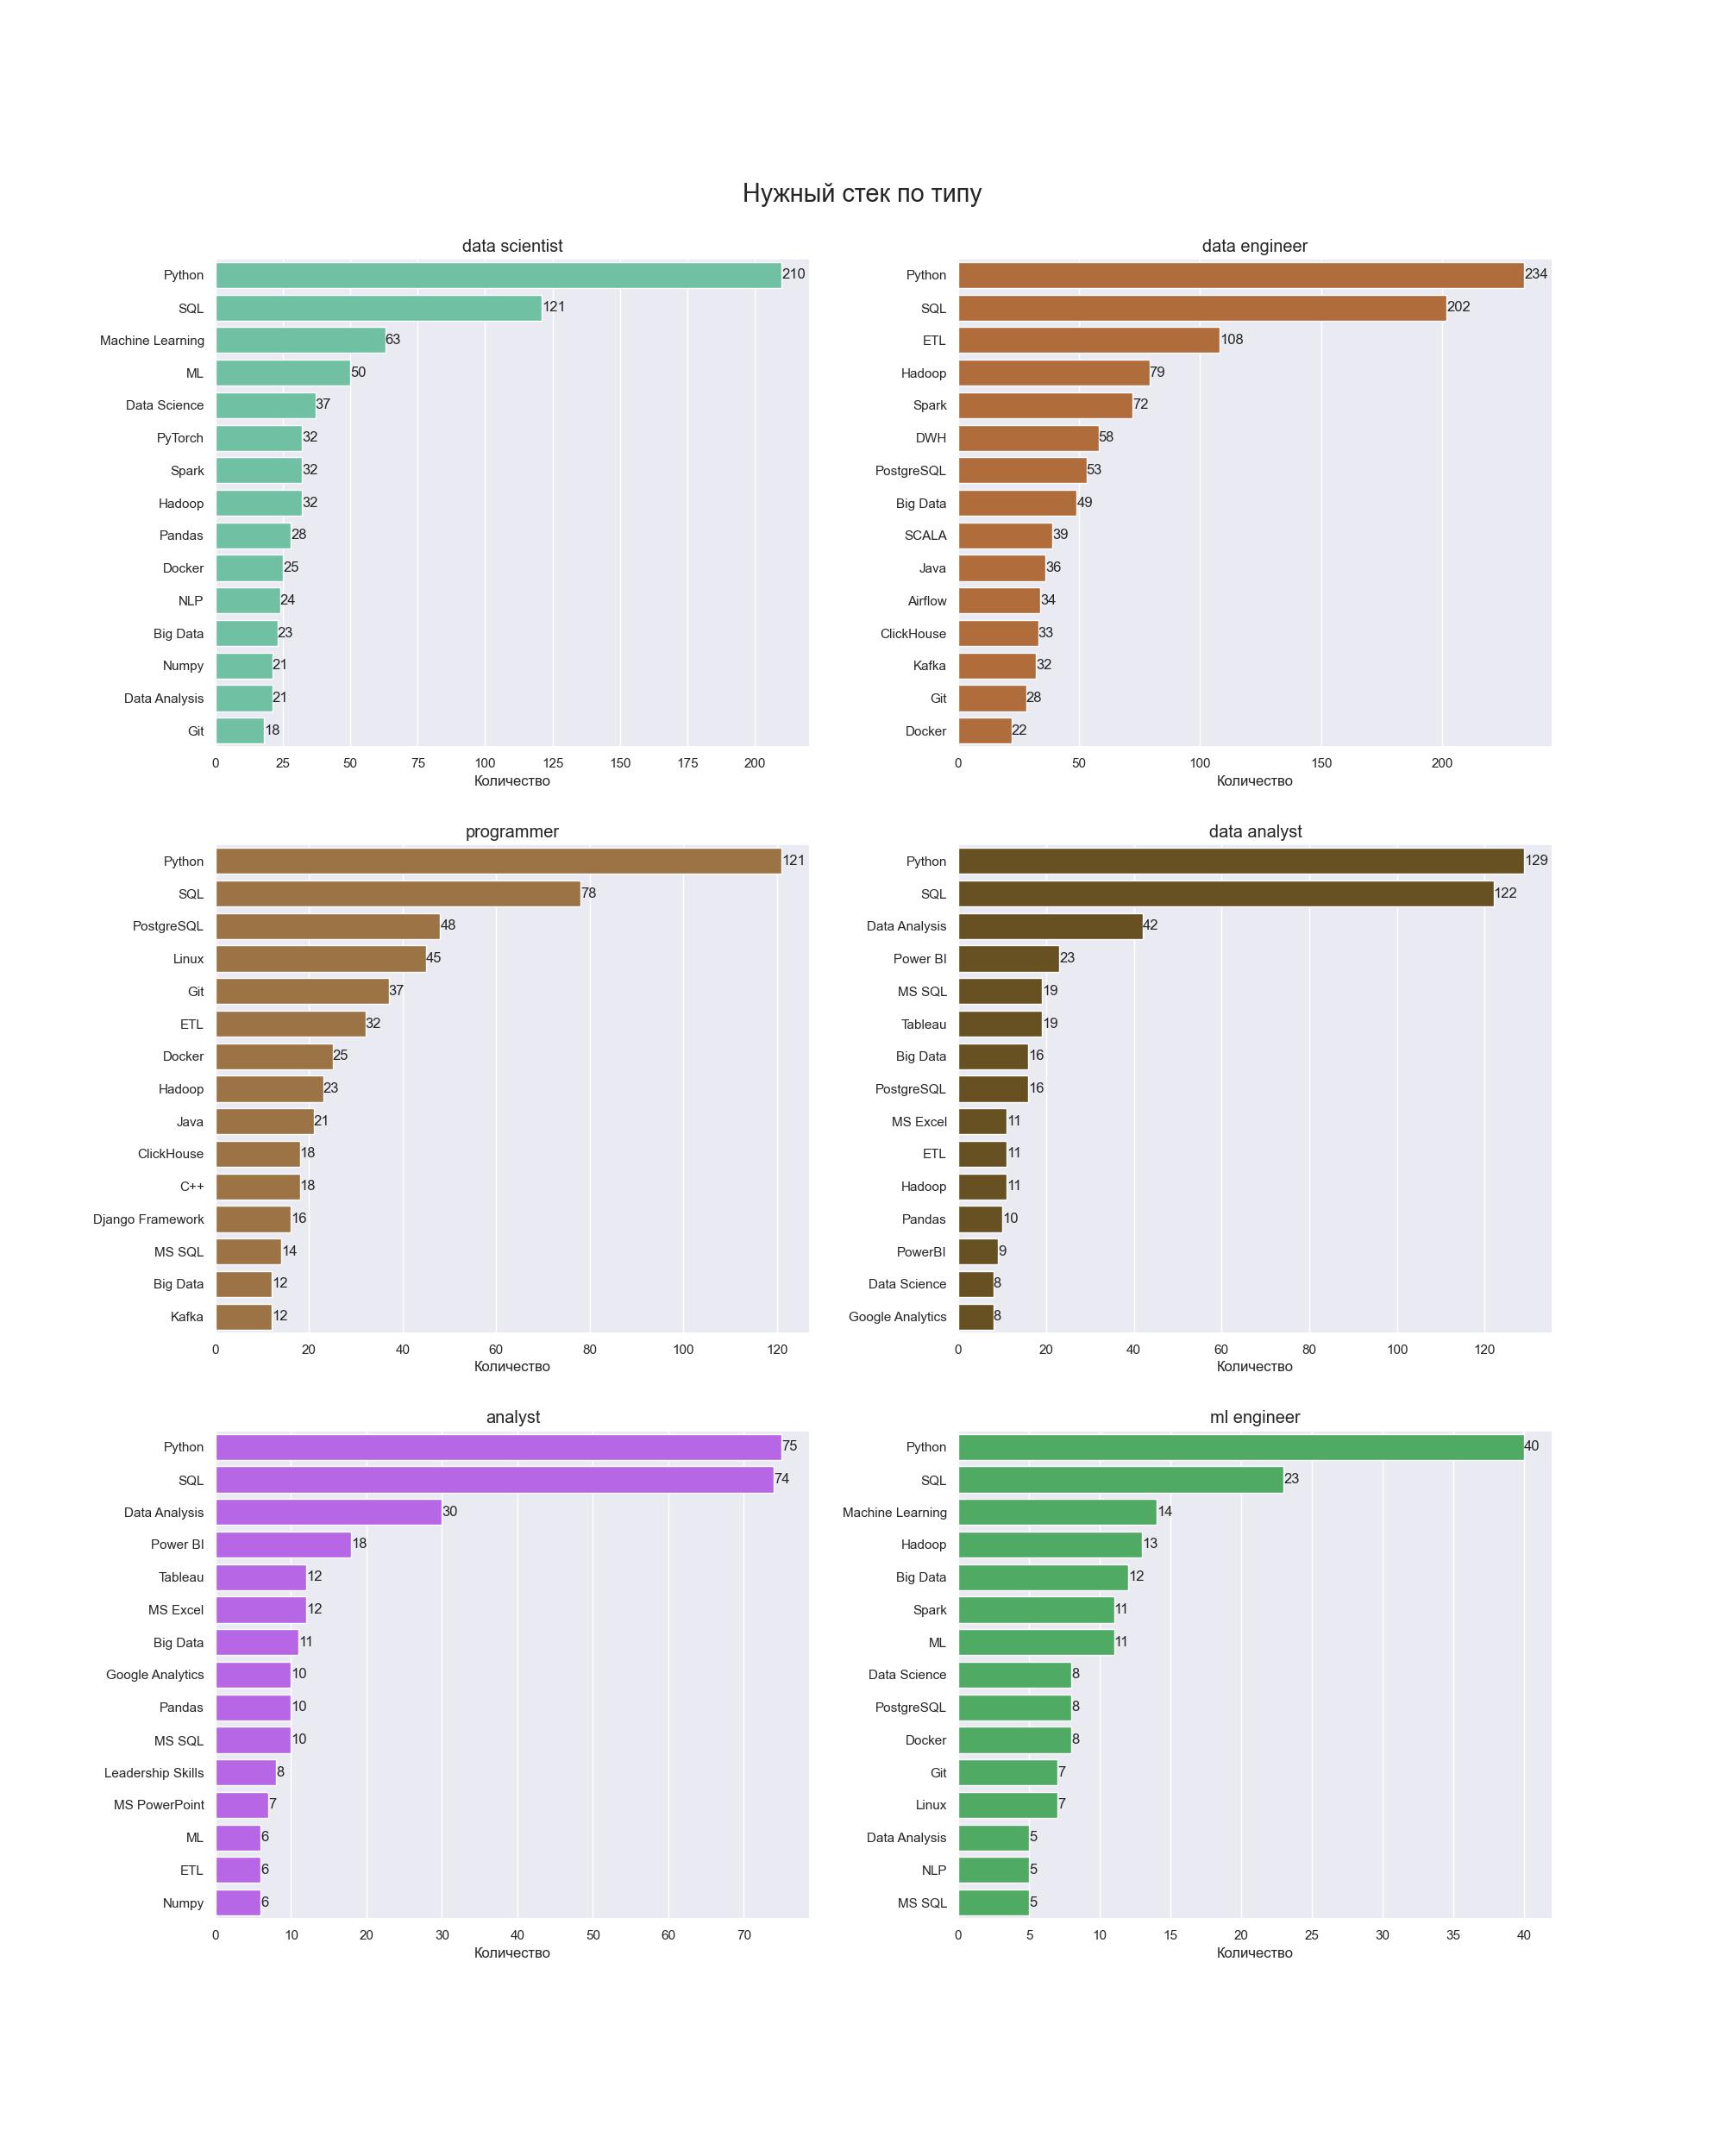 Нужный стек по типу
data scientist
Python 210
SQL 121
Machine Learning 63
ML 50
Data Science 37
PyTorch 32
Spark 32
Hadoop 32
Pandas 28
Docker 25
NLP 24
Big Data 23
Numpy 21
Data Analysis 21
Git 18
0 25 50 75 100 125 150 175 200
Количество
data engineer
Python 234
SQL 202
ETL 108
Hadoop 79
Spark 72
DWH 58
PostgreSQL 53
Big Data 49
SCALA 39
Java 36
Airflow 34
ClickHouse 33
Kafka 32
Git 28
Docker 22
0 50 100 150 200
Количество
programmer
Python 121
SQL 78
PostgreSQL 48
Linux 45
Git 37
ETL 32
Docker 25
Hadoop 23
Java 21
ClickHouse 18
C++ 18
Django Framework 16
MS SQL 14
Big Data 12
Kafka 12
0 20 40 60 80 100 120
Количество
data analyst
Python 129
SQL 122
Data Analysis 42
Power BI 23
MS SQL 19
Tableau 19
Big Data 16
PostgreSQL 16
MS Excel 11
ETL 11
Hadoop 11
Pandas 10
PowerBI 9
Data Science 8
Google Analytics 8
0 20 40 60 80 100 120
Количество
analyst
Python 75
SQL 74
Data Analysis 30
Power BI 18
Tableau 12
MS Excel 12
Big Data 11
Google Analytics 10
Pandas 10
MS SQL 10
Leadership Skills 8
MS PowerPoint 7
ML 6
ETL 6
Numpy 6
0 10 20 30 40 50 60 70
Количество
ml engineer
Python 40
SQL 23
Machine Learning 14
Hadoop 13
Big Data 12
Spark 11
ML 11
Data Science 8
PostgreSQL 8
Docker 8
Git 7
Linux 7
Data Analysis 5
NLP 5
MS SQL 5
0 5 10 15 20 25 30 35 40
Количество